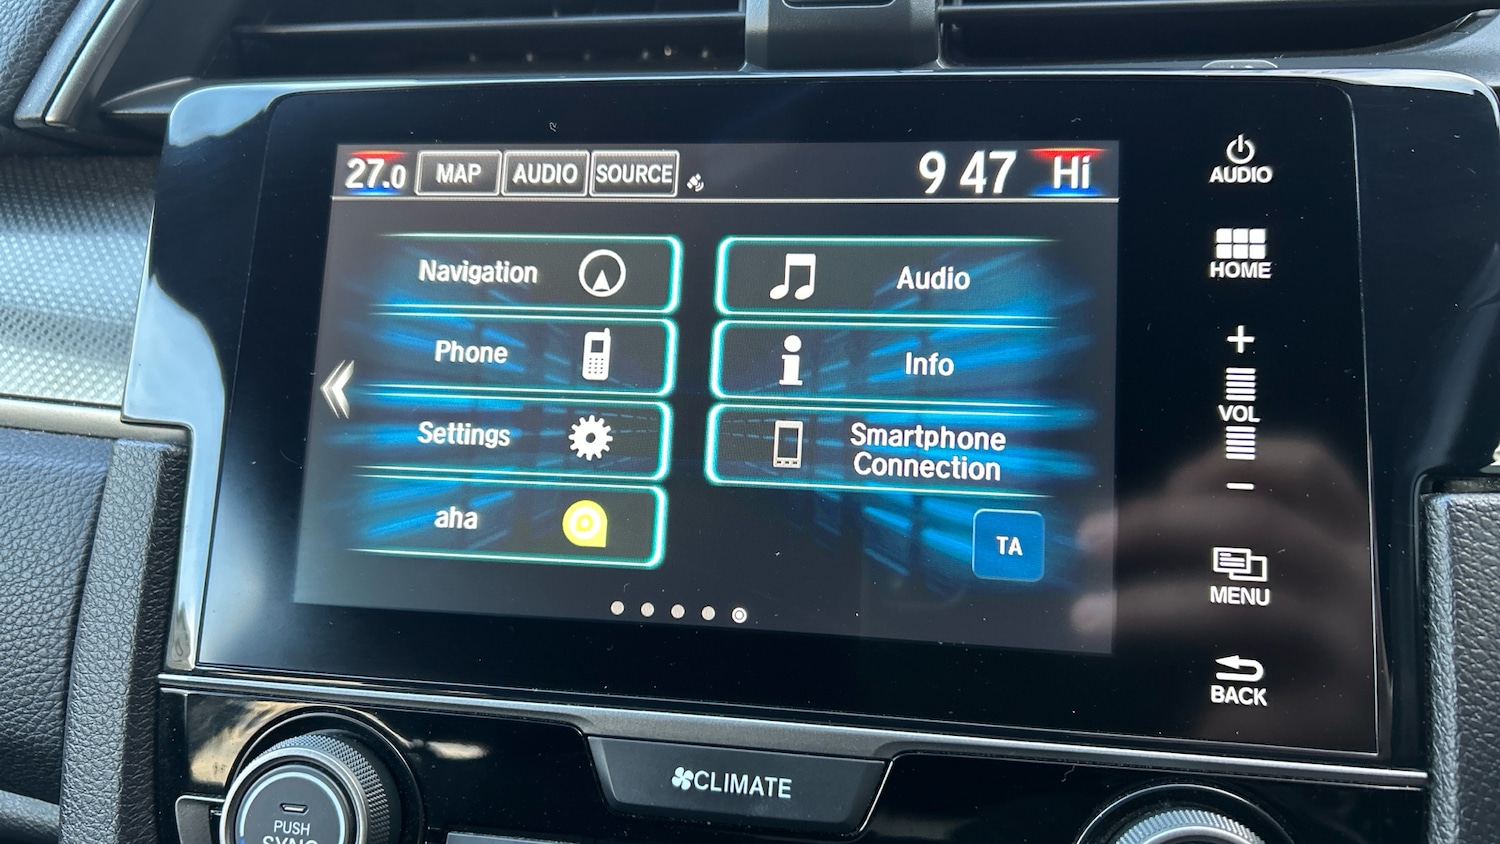 27.0 MAP AUDIO SOURCE 9 47 Hi
Navigation
Phone
Settings
aha
Audio
Info
Smartphone
Connection
TA
AUDIO
HOME
+
VOL
−
MENU
BACK
CLIMATE
PUSH
SYNC